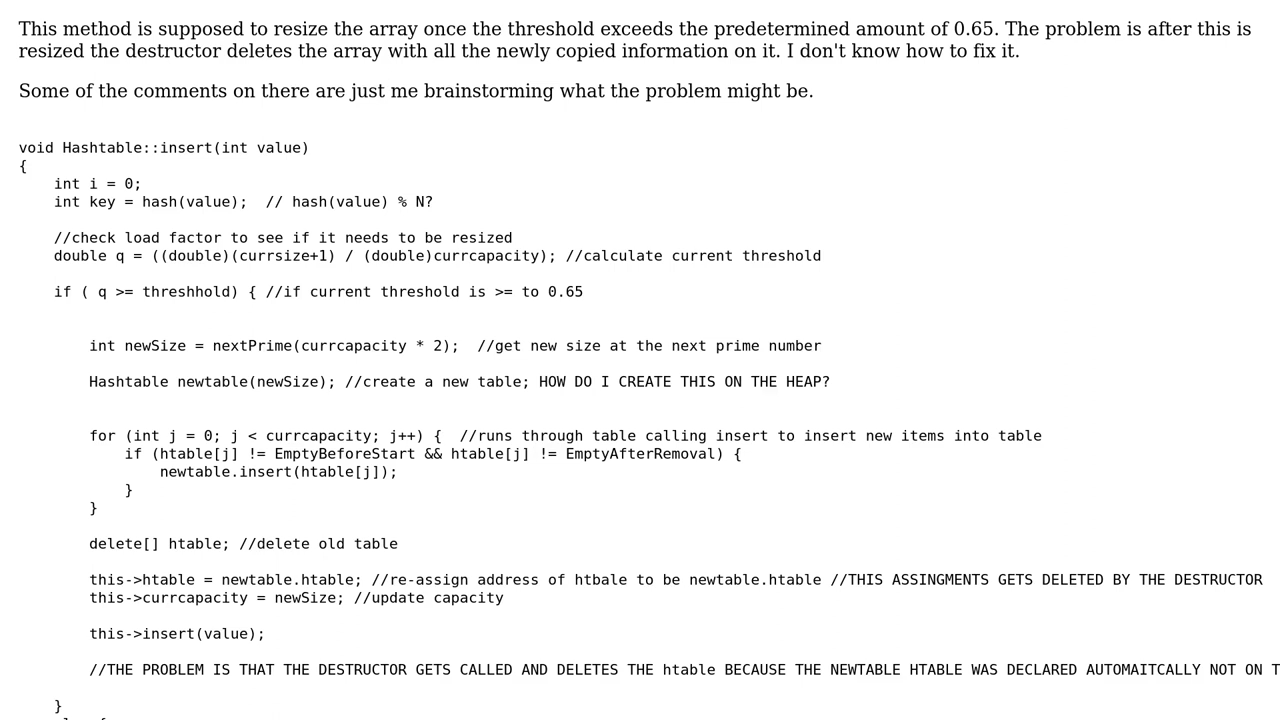 This method is supposed to resize the array once the threshold exceeds the predetermined amount of 0.65. The problem is after this is
resized the destructor deletes the array with all the newly copied information on it. I don't know how to fix it.
Some of the comments on there are just me brainstorming what the problem might be.
void Hashtable::insert(int value)
{
    int i = 0;
    int key = hash(value);  // hash(value) % N?
    //check load factor to see if it needs to be resized
    double q = ((double)(currsize+1) / (double)currcapacity); //calculate current threshold
    if ( q >= threshhold) { //if current threshold is >= to 0.65
        int newSize = nextPrime(currcapacity * 2);  //get new size at the next prime number
        Hashtable newtable(newSize); //create a new table; HOW DO I CREATE THIS ON THE HEAP?
        for (int j = 0; j < currcapacity; j++) {  //runs through table calling insert to insert new items into table
            if (htable[j] != EmptyBeforeStart && htable[j] != EmptyAfterRemoval) {
                newtable.insert(htable[j]);
            }
        }
        delete[] htable; //delete old table
        this->htable = newtable.htable; //re-assign address of htbale to be newtable.htable //THIS ASSINGMENTS GETS DELETED BY THE DESTRUCTOR
        this->currcapacity = newSize; //update capacity
        this->insert(value);
        //THE PROBLEM IS THAT THE DESTRUCTOR GETS CALLED AND DELETES THE htable BECAUSE THE NEWTABLE HTABLE WAS DECLARED AUTOMAITCALLY NOT ON
    }